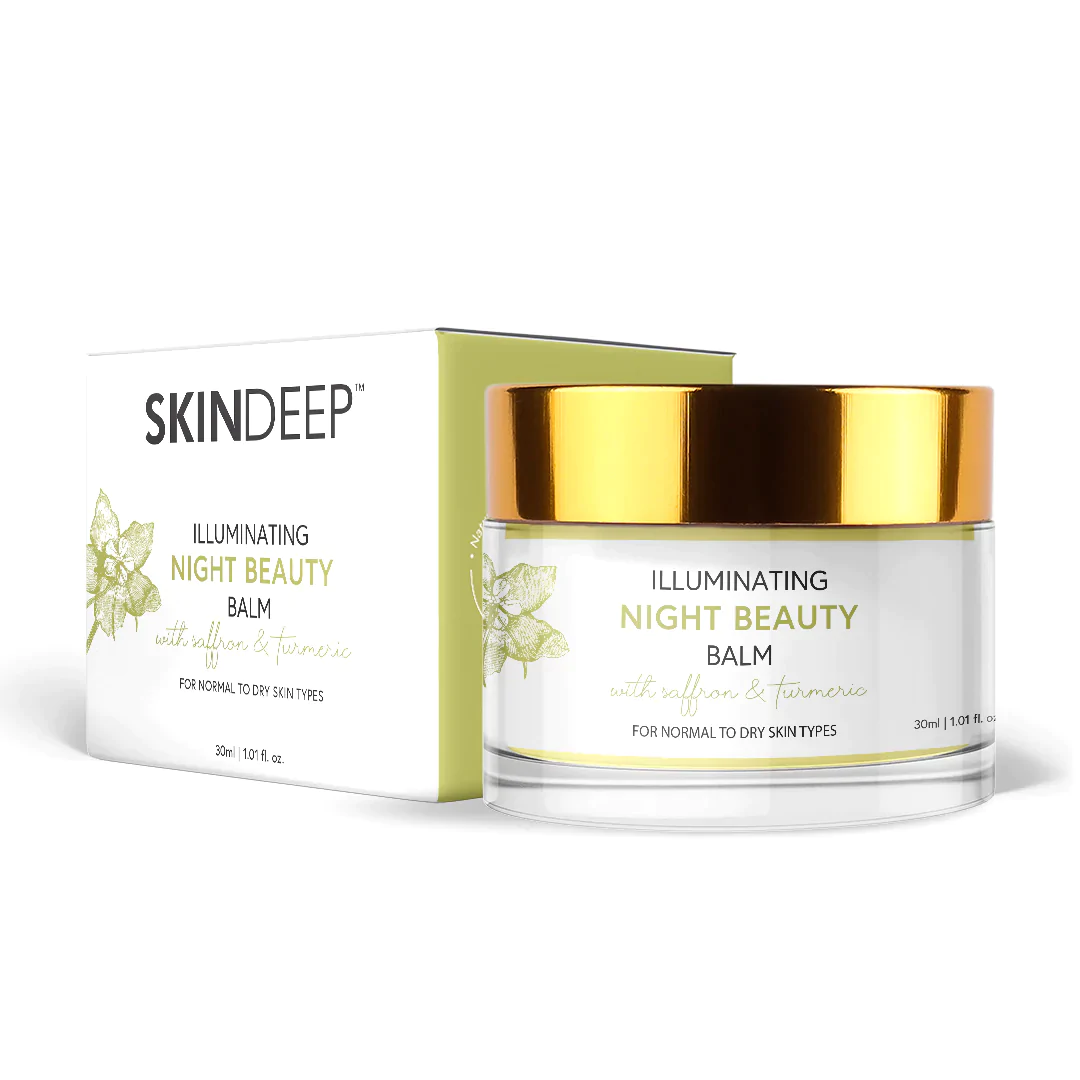 SKINDEEP™
ILLUMINATING
NIGHT BEAUTY
BALM
with saffron & turmeric
FOR NORMAL TO DRY SKIN TYPES
30ml | 1.01 fl. oz.
ILLUMINATING
NIGHT BEAUTY
BALM
with saffron & turmeric
FOR NORMAL TO DRY SKIN TYPES
30ml | 1.01 fl. oz